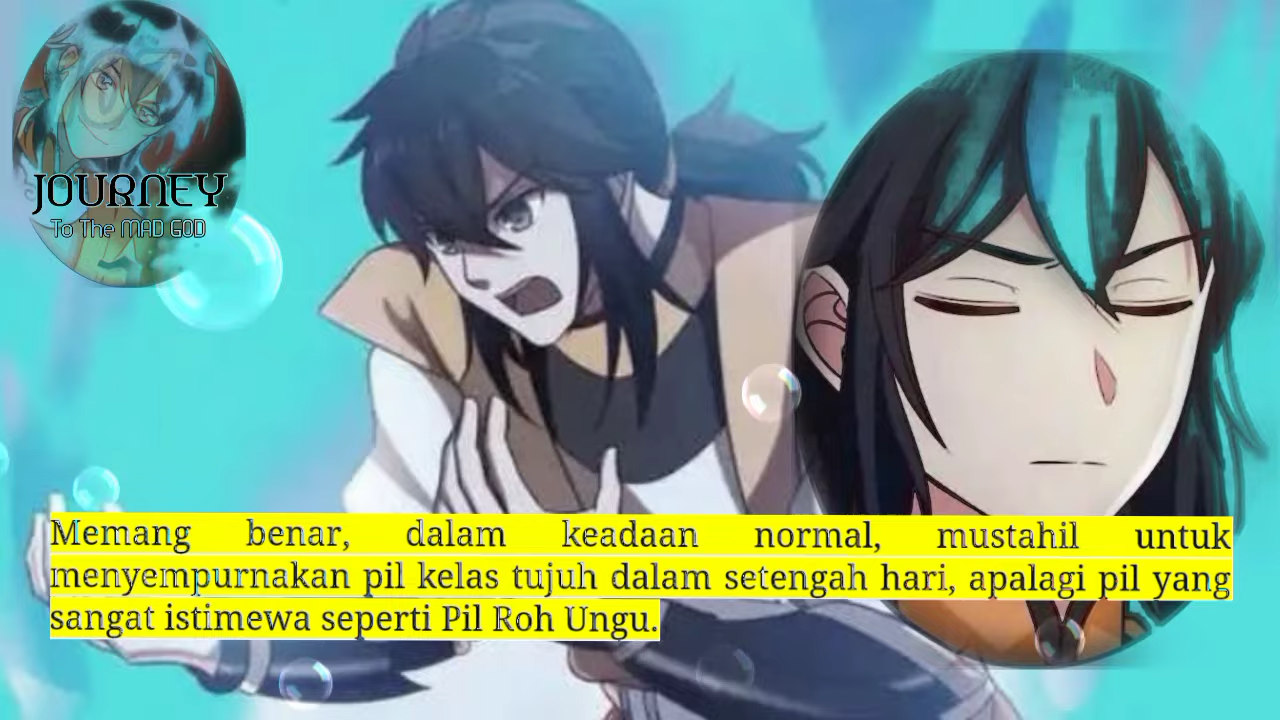 JOURNEY
To The MAD GOD
Memang benar, dalam keadaan normal, mustahil untuk
menyempurnakan pil kelas tujuh dalam setengah hari, apalagi pil yang
sangat istimewa seperti Pil Roh Ungu.